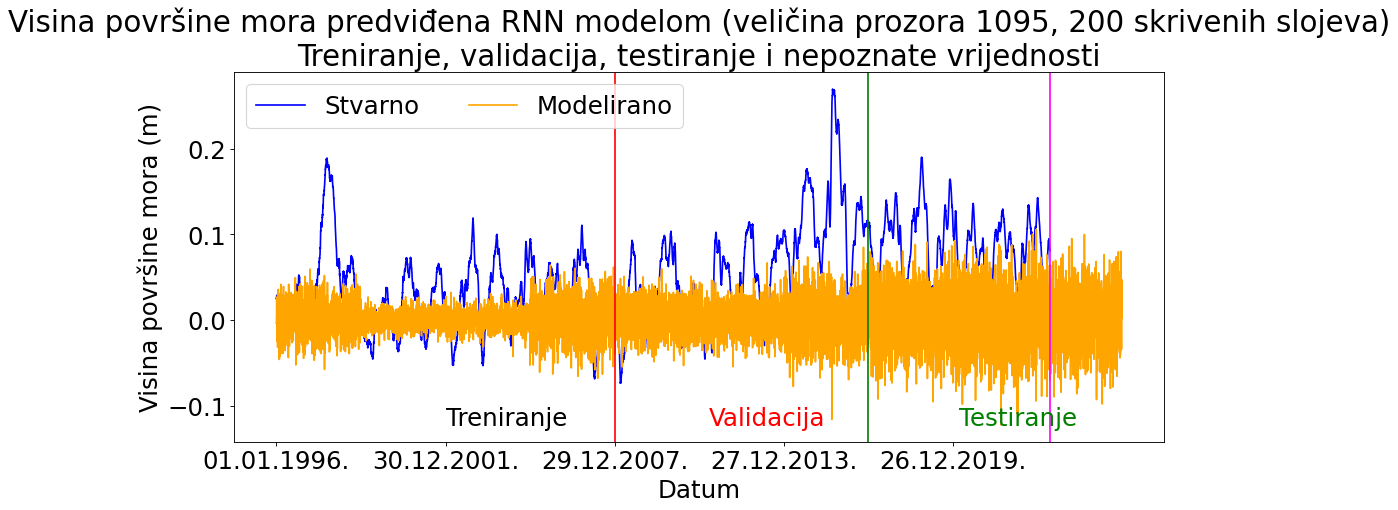 Visina površine mora predviđena RNN modelom (veličina prozora 1095, 200 skrivenih slojeva)
Treniranje, validacija, testiranje i nepoznate vrijednosti
Stvarno Modelirano
Visina površine mora (m)
0.2
0.1
0.0
−0.1
Treniranje Validacija Testiranje
01.01.1996. 30.12.2001. 29.12.2007. 27.12.2013. 26.12.2019.
Datum